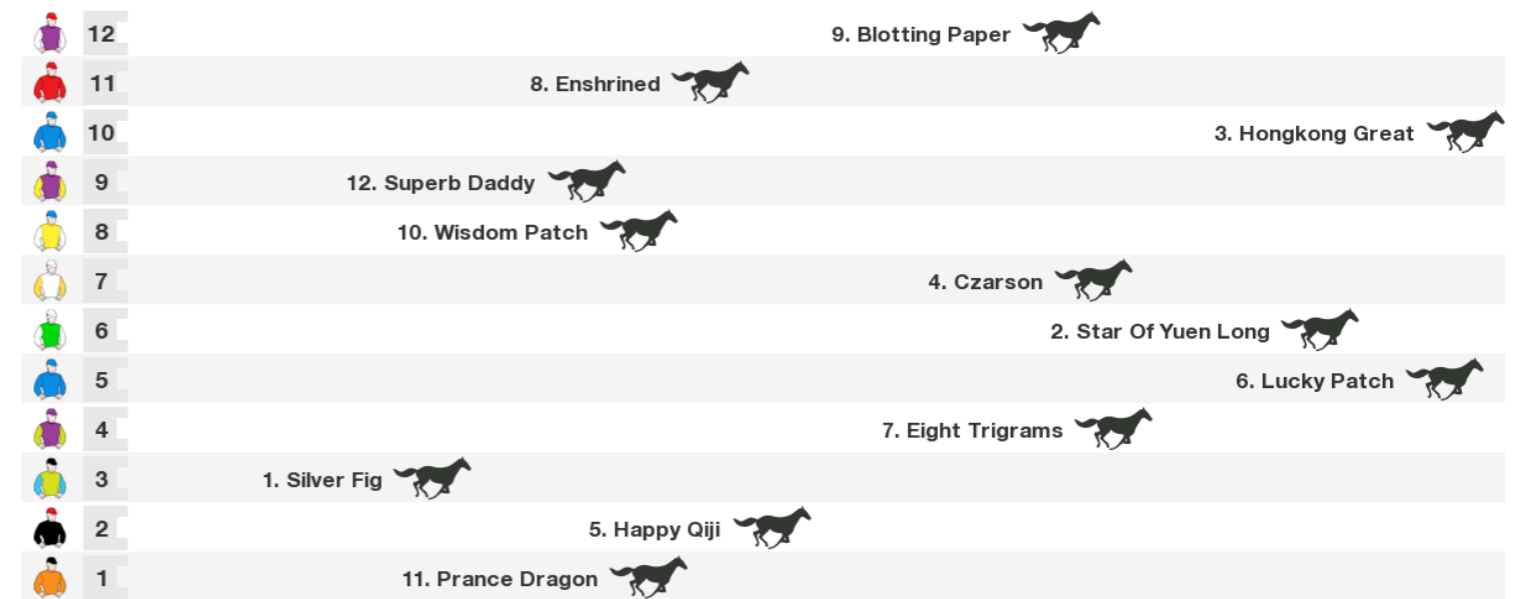 12 9. Blotting Paper
11 8. Enshrined
10 3. Hongkong Great
9 12. Superb Daddy
8 10. Wisdom Patch
7 4. Czarson
6 2. Star Of Yuen Long
5 6. Lucky Patch
4 7. Eight Trigrams
3 1. Silver Fig
2 5. Happy Qiji
1 11. Prance Dragon